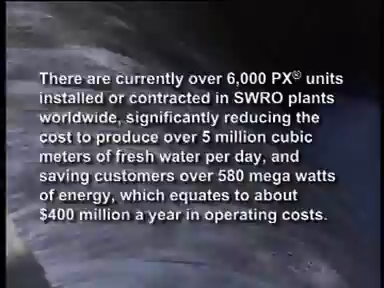 There are currently over 6,000 PX® units
installed or contracted in SWRO plants
worldwide, significantly reducing the
cost to produce over 5 million cubic
meters of fresh water per day, and
saving customers over 580 mega watts
of energy, which equates to about
$400 million a year in operating costs.